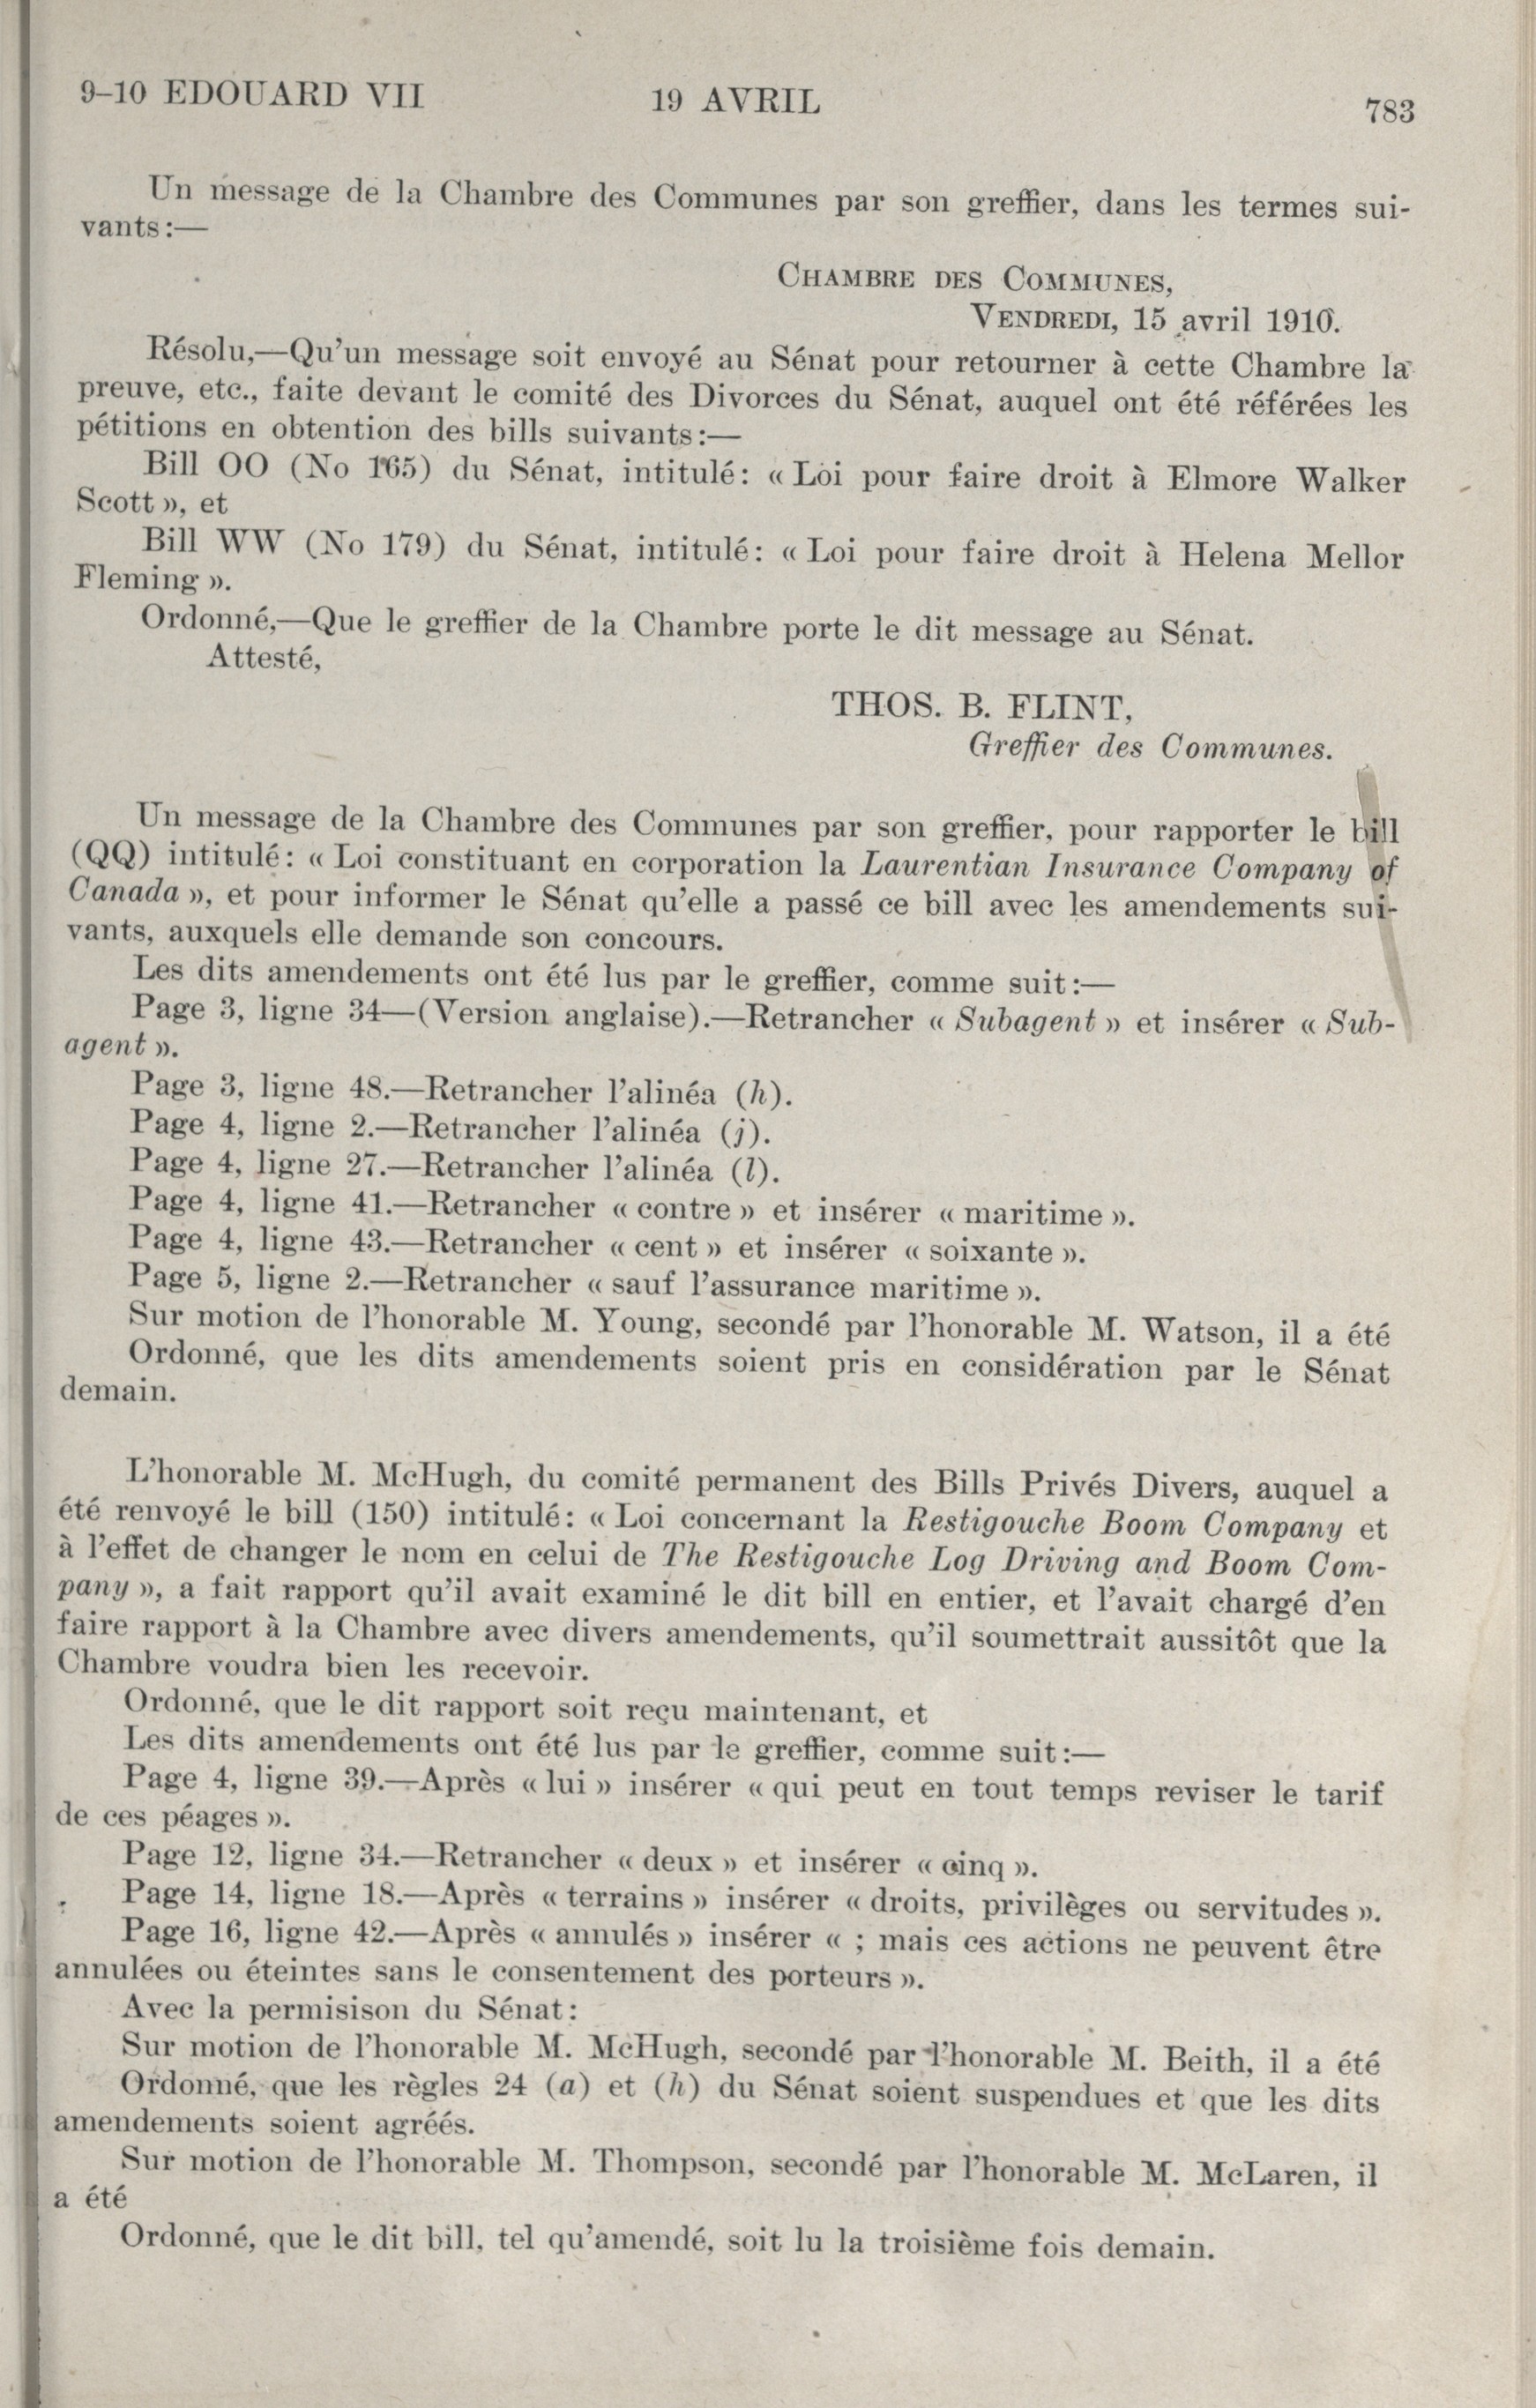 9–10 EDOUARD VII
19 AVRIL
783
Un message de la Chambre des Communes par son greffier, dans les termes sui-
vants:—
CHAMBRE DES COMMUNES,
VENDREDI, 15 avril 1910.
Résolu,—Qu'un message soit envoyé au Sénat pour retourner à cette Chambre la
preuve, etc., faite devant le comité des Divorces du Sénat, auquel ont été référées les
pétitions en obtention des bills suivants:—
Bill OO (No 165) du Sénat, intitulé: « Loi pour faire droit à Elmore Walker
Scott », et
Bill WW (No 179) du Sénat, intitulé: « Loi pour faire droit à Helena Mellor
Fleming ».
Ordonné,—Que le greffier de la Chambre porte le dit message au Sénat.
Attesté,
THOS. B. FLINT,
Greffier des Communes.
Un message de la Chambre des Communes par son greffier, pour rapporter le bill
(QQ) intitulé: « Loi constituant en corporation la Laurentian Insurance Company of
Canada », et pour informer le Sénat qu'elle a passé ce bill avec les amendements sui-
vants, auxquels elle demande son concours.
Les dits amendements ont été lus par le greffier, comme suit:—
Page 3, ligne 34—(Version anglaise).—Retrancher « Subagent » et insérer « Sub-
agent ».
Page 3, ligne 48.—Retrancher l'alinéa (h).
Page 4, ligne 2.—Retrancher l'alinéa (j).
Page 4, ligne 27.—Retrancher l'alinéa (l).
Page 4, ligne 41.—Retrancher « contre » et insérer « maritime ».
Page 4, ligne 43.—Retrancher « cent » et insérer « soixante ».
Page 5, ligne 2.—Retrancher « sauf l'assurance maritime ».
Sur motion de l'honorable M. Young, secondé par l'honorable M. Watson, il a été
Ordonné, que les dits amendements soient pris en considération par le Sénat
demain.
L'honorable M. McHugh, du comité permanent des Bills Privés Divers, auquel a
été renvoyé le bill (150) intitulé: « Loi concernant la Restigouche Boom Company et
à l'effet de changer le nom en celui de The Restigouche Log Driving and Boom Com-
pany », a fait rapport qu'il avait examiné le dit bill en entier, et l'avait chargé d'en
faire rapport à la Chambre avec divers amendements, qu'il soumettrait aussitôt que la
Chambre voudra bien les recevoir.
Ordonné, que le dit rapport soit reçu maintenant, et
Les dits amendements ont été lus par le greffier, comme suit:—
Page 4, ligne 39.—Après « lui » insérer « qui peut en tout temps reviser le tarif
de ces péages ».
Page 12, ligne 34.—Retrancher « deux » et insérer « cinq ».
Page 14, ligne 18.—Après « terrains » insérer « droits, privilèges ou servitudes ».
Page 16, ligne 42.—Après « annulés » insérer « ; mais ces actions ne peuvent être
annulées ou éteintes sans le consentement des porteurs ».
Avec la permisison du Sénat:
Sur motion de l'honorable M. McHugh, secondé par l'honorable M. Beith, il a été
Ordonné, que les règles 24 (a) et (h) du Sénat soient suspendues et que les dits
amendements soient agréés.
Sur motion de l'honorable M. Thompson, secondé par l'honorable M. McLaren, il
a été
Ordonné, que le dit bill, tel qu'amendé, soit lu la troisième fois demain.